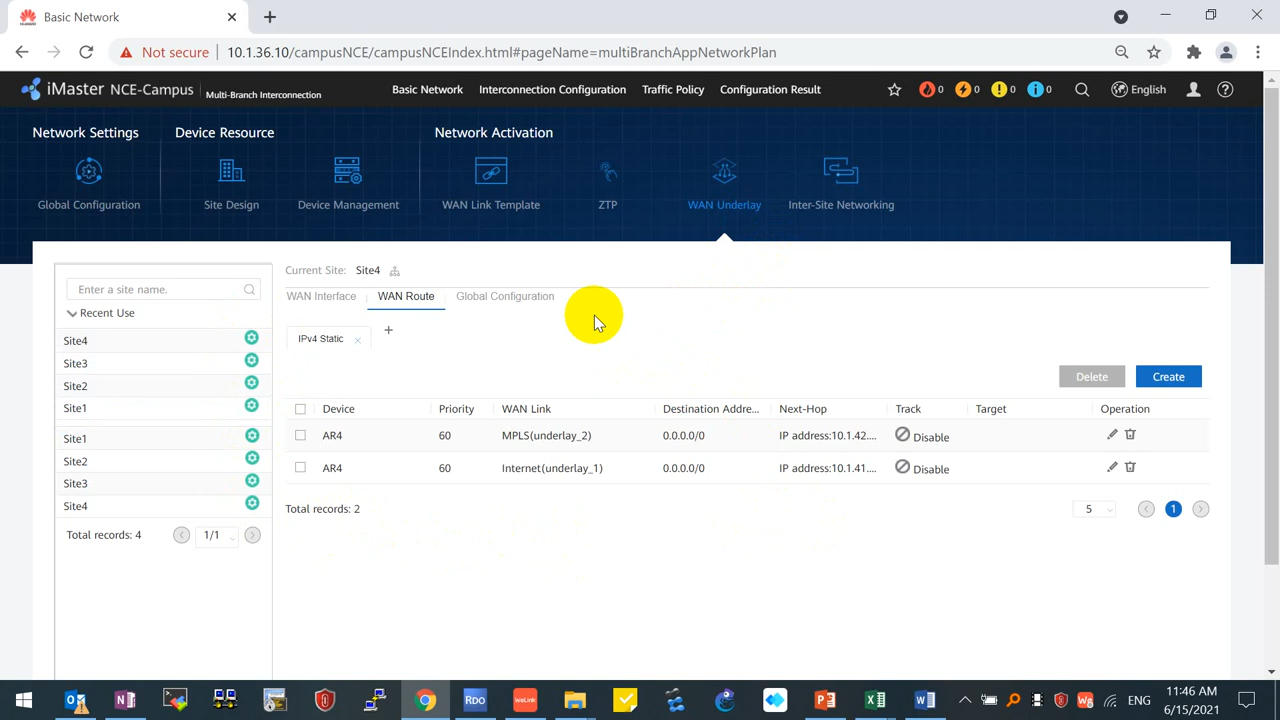 Basic Network
Not secure
10.1.36.10/campusNCE/campusNCEIndex.html#pageName=multiBranchAppNetworkPlan
iMaster NCE-Campus
Multi-Branch Interconnection
Basic Network
Interconnection Configuration
Traffic Policy
Configuration Result
0
0
0
0
English
Network Settings
Device Resource
Network Activation
Global Configuration
Site Design
Device Management
WAN Link Template
ZTP
WAN Underlay
Inter-Site Networking
Enter a site name.
Recent Use
Site4
Site3
Site2
Site1
Site1
Site2
Site3
Site4
Total records: 4
1/1
Current Site: Site4
WAN Interface
WAN Route
Global Configuration
IPv4 Static
Delete
Create
Device Priority WAN Link Destination Addre... Next-Hop Track Target Operation
AR4 60 MPLS(underlay_2) 0.0.0.0/0 IP address:10.1.42.... Disable
AR4 60 Internet(underlay_1) 0.0.0.0/0 IP address:10.1.41.... Disable
Total records: 2
5
1
RDO
WeLink
ENG
11:46 AM
6/15/2021